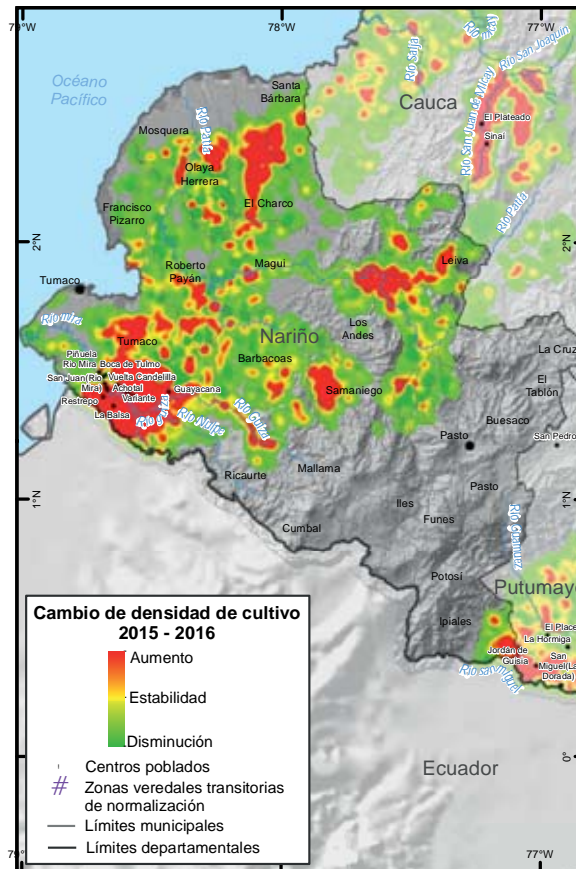 79°W
78°W
77°W
Océano
Pacífico
Santa
Bárbara
Río Saija
Río Micay
Río San Joaquín
Cauca
Río San Juan de Micay
El Plateado
Sinaí
Mosquera
Río Patía
Olaya
Herrera
Francisco
Pizarro
El Charco
Río Patía
2°N
2°N
Leiva
Roberto
Payán
Magui
Tumaco
Río mira
Tumaco
Nariño
Los
Andes
La Cruz
Piñuela
Río Mira
Boca de Tulmo
Vuelta Candelilla
San Juan(Río
Mira)
Achotal
Variante
Guayacana
Restrepo
La Balsa
Barbacoas
Samaniego
El
Tablón
Buesaco
Río Nulpe
Río Guiza
Pasto
San Pedro
Ricaurte
Mallama
Pasto
1°N
1°N
Iles
Funes
Cumbal
Río Guamuez
Potosí
Putumayo
Ipiales
El Placer
La Hormiga
Jordán de
Guisía
San
Miguel(La
Dorada)
Río san miguel
Ecuador
0°
Cambio de densidad de cultivo
2015 - 2016
Aumento
Estabilidad
Disminución
Centros poblados
# Zonas veredales transitorias
de normalización
Límites municipales
Límites departamentales
79°W
77°W